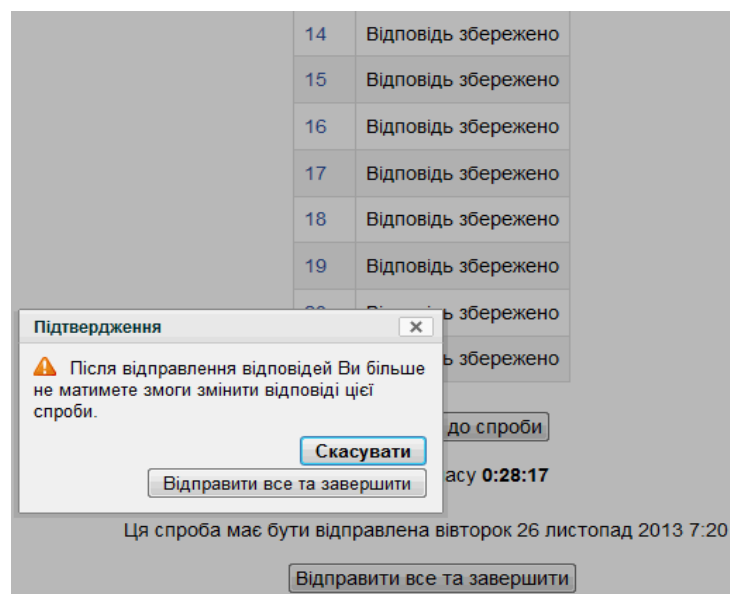 14 Відповідь збережено
15 Відповідь збережено
16 Відповідь збережено
17 Відповідь збережено
18 Відповідь збережено
19 Відповідь збережено
збережено
збережено
Підтвердження
Після відправлення відповідей Ви більше
не матимете змоги змінити відповіді цієї
спроби.
Скасувати
Відправити все та завершити
до спроби
0:28:17
Ця спроба має бути відправлена вівторок 26 листопад 2013 7:20
Відправити все та завершити